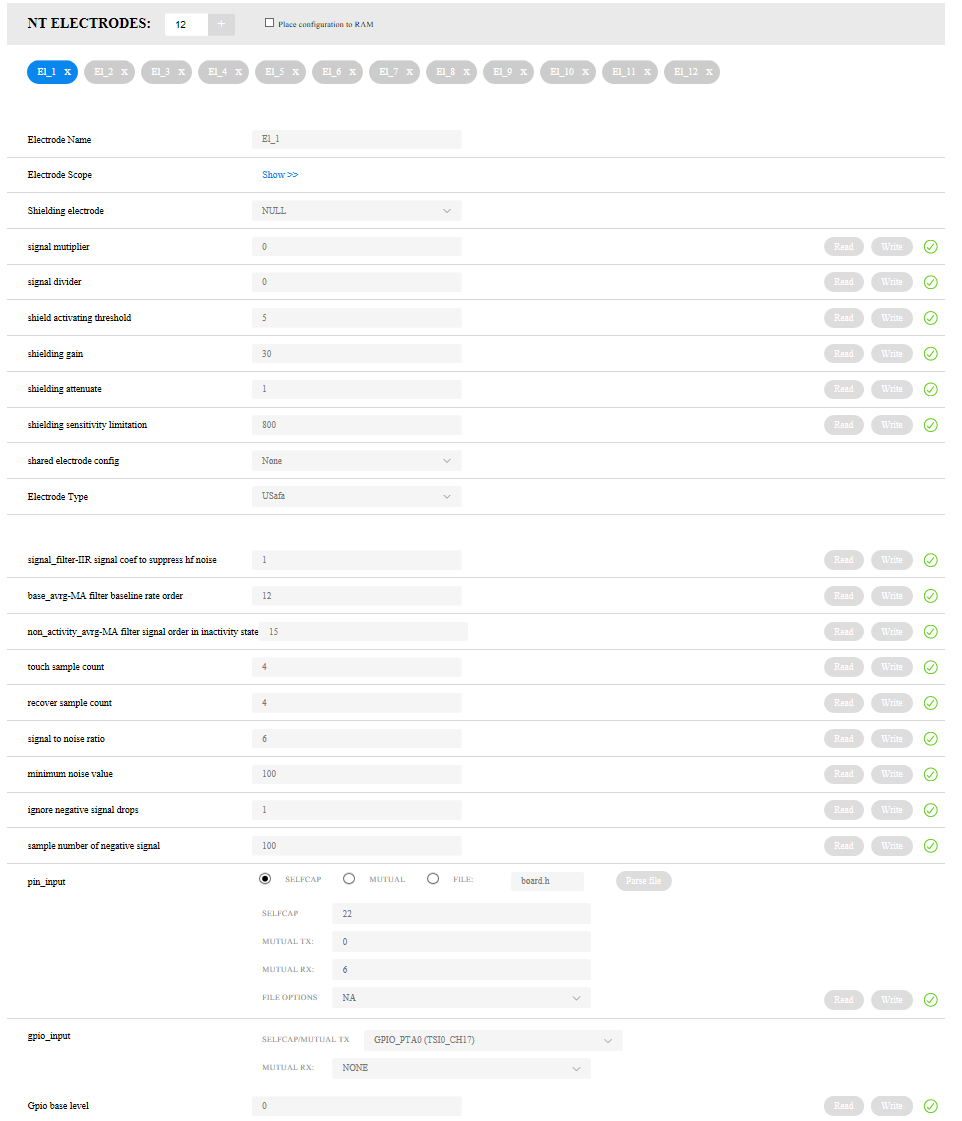 NT ELECTRODES: 12 + Place configuration to RAM
El_1 X El_2 X El_3 X El_4 X El_5 X El_6 X El_7 X El_8 X El_9 X El_10 X El_11 X El_12 X
Electrode Name El_1
Electrode Scope Show >>
Shielding electrode NULL
signal mutiplier 0 Read Write
signal divider 0 Read Write
shield activating threshold 5 Read Write
shielding gain 30 Read Write
shielding attenuate 1 Read Write
shielding sensitivity limitation 800 Read Write
shared electrode config None
Electrode Type USafa
signal_filter-IIR signal coef to suppress hf noise 1 Read Write
base_avrg-MA filter baseline rate order 12 Read Write
non_activity_avrg-MA filter signal order in inactivity state 15 Read Write
touch sample count 4 Read Write
recover sample count 4 Read Write
signal to noise ratio 6 Read Write
minimum noise value 100 Read Write
ignore negative signal drops 1 Read Write
sample number of negative signal 100 Read Write
pin_input SELFCAP MUTUAL FILE: board.h Parse file
SELFCAP 22
MUTUAL TX: 0
MUTUAL RX: 6
FILE OPTIONS NA Read Write
gpio_input SELFCAP/MUTUAL TX GPIO_PTA0 (TSI0_CH17)
MUTUAL RX: NONE
Gpio base level 0 Read Write